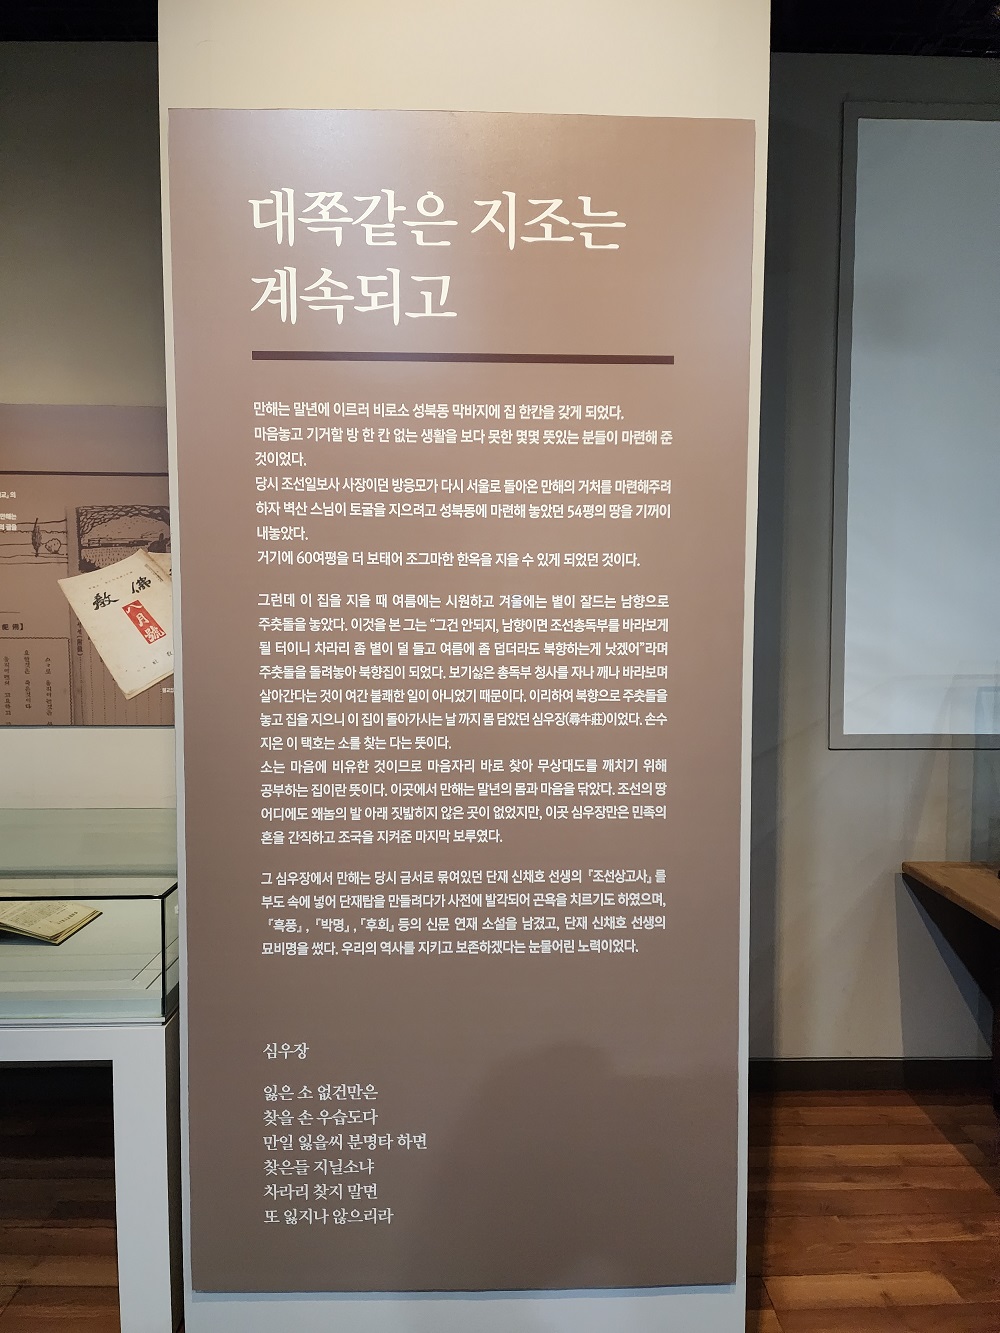 대쪽같은 지조는
계속되고
만해는 말년에 이르러 비로소 성북동 막바지에 집 한칸을 갖게 되었다.
마음놓고 기거할 방 한 칸 없는 생활을 보다 못한 몇몇 뜻있는 분들이 마련해 준
것이었다.
당시 조선일보사 사장이던 방응모가 다시 서울로 돌아온 만해의 거처를 마련해주려
하자 벽산 스님이 토굴을 지으려고 성북동에 마련해 놓았던 54평의 땅을 기꺼이
내놓았다.
거기에 60여평을 더 보태어 조그마한 한옥을 지을 수 있게 되었던 것이다.
그런데 이 집을 지을 때 여름에는 시원하고 겨울에는 볕이 잘드는 남향으로
주춧돌을 놓았다. 이것을 본 그는 “그건 안되지, 남향이면 조선총독부를 바라보게
될 터이니 차라리 좀 볕이 덜 들고 여름에 좀 덥더라도 북향하는게 낫겠어”라며
주춧돌을 돌려놓아 북향집이 되었다. 보기싫은 총독부 청사를 자나 깨나 바라보며
살아간다는 것이 여간 불쾌한 일이 아니었기 때문이다. 이리하여 북향으로 주춧돌을
놓고 집을 지으니 이 집이 돌아가시는 날 까지 몸 담았던 심우장(尋牛莊)이었다. 손수
지은 이 택호는 소를 찾는 다는 뜻이다.
소는 마음에 비유한 것이므로 마음자리 바로 찾아 무상대도를 깨치기 위해
공부하는 집이란 뜻이다. 이곳에서 만해는 말년의 몸과 마음을 닦았다. 조선의 땅
어디에도 왜놈의 발 아래 짓밟히지 않은 곳이 없었지만, 이곳 심우장만은 민족의
혼을 간직하고 조국을 지켜준 마지막 보루였다.
그 심우장에서 만해는 당시 금서로 묶여있던 단재 신채호 선생의 『조선상고사』를
부도 속에 넣어 단재탑을 만들려다가 사전에 발각되어 곤욕을 치르기도 하였으며,
『흑풍』, 『박명』, 『후회』 등의 신문 연재 소설을 남겼고, 단재 신채호 선생의
묘비명을 썼다. 우리의 역사를 지키고 보존하겠다는 눈물어린 노력이었다.
심우장
잃은 소 없건만은
찾을 손 우습도다
만일 잃을씨 분명타 하면
찾은들 지닐소냐
차라리 찾지 말면
또 잃지나 않으리라
佛教
八月號